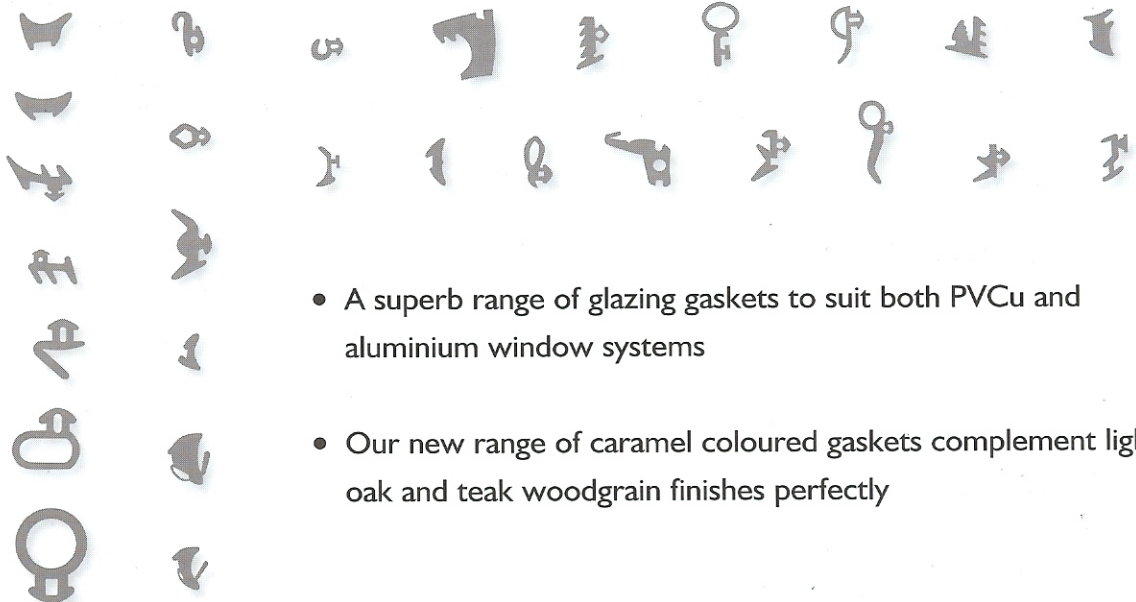 • A superb range of glazing gaskets to suit both PVCu and
aluminium window systems
• Our new range of caramel coloured gaskets complement
oak and teak woodgrain finishes perfectly